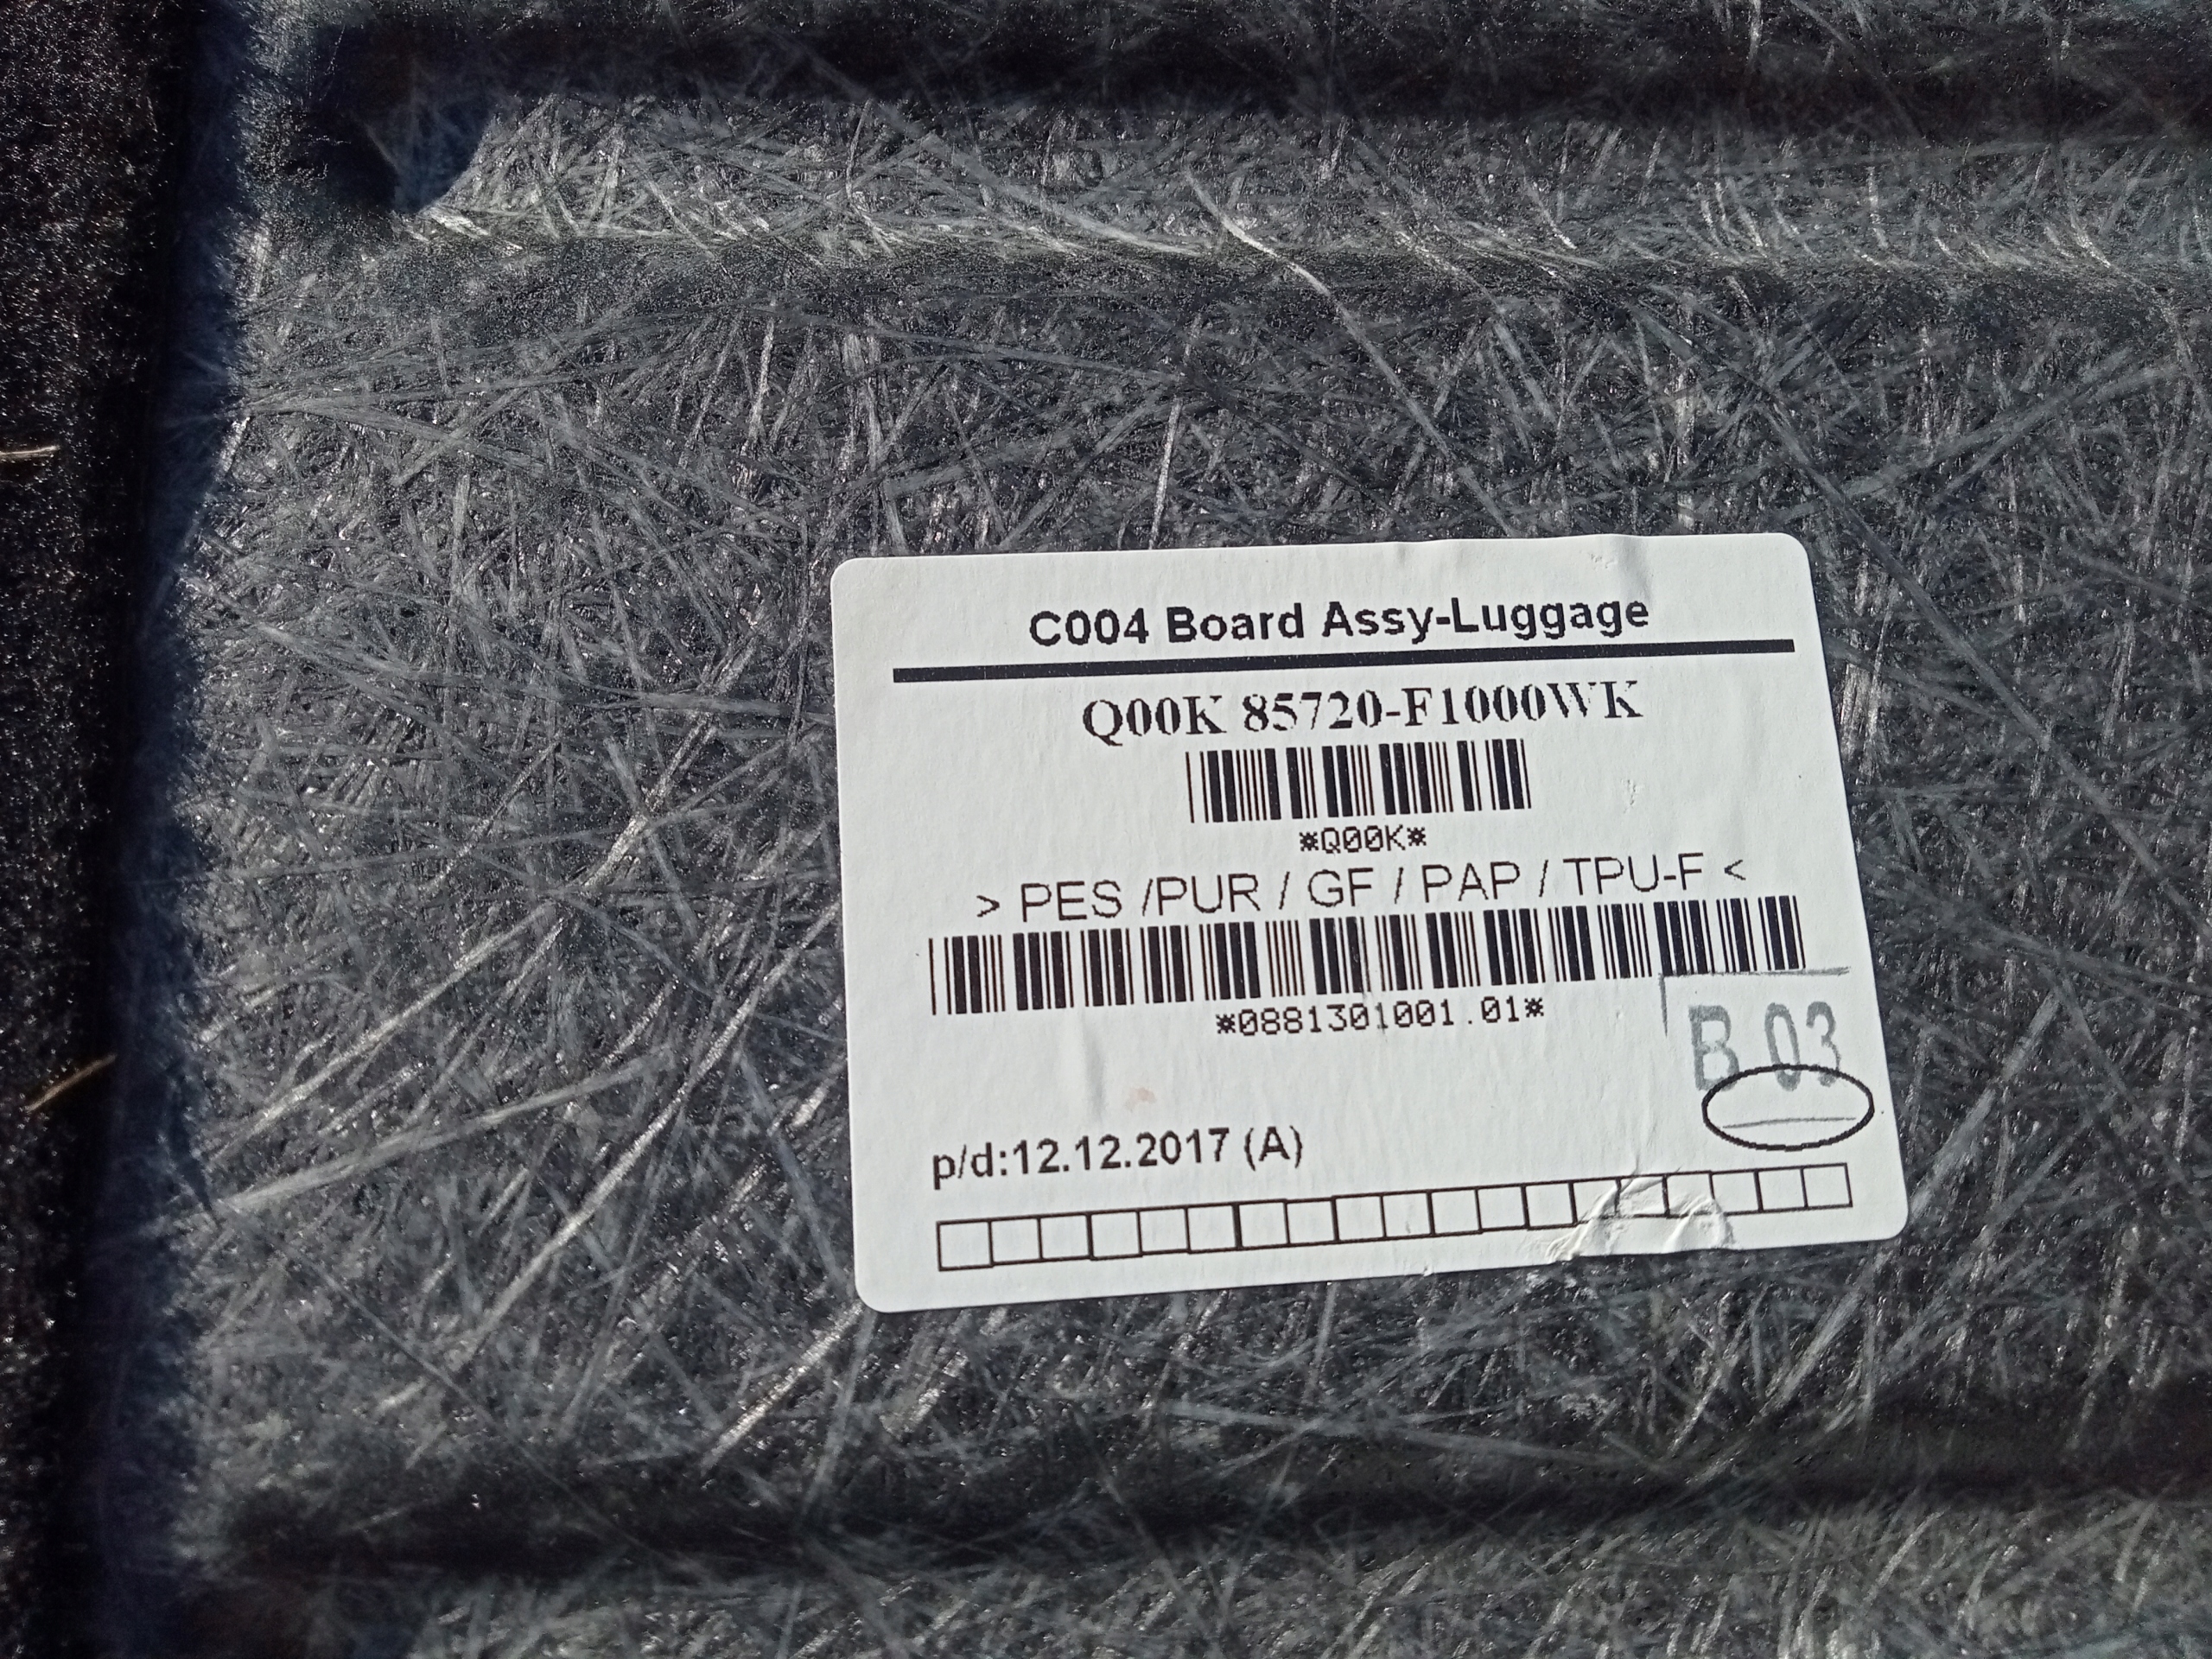 C004 Board Assy-Luggage
Q00K 85720-F1000WK
*Q00K*
> PES /PUR / GF / PAP / TPU-F <
*0881301001.01*
B 03
p/d:12.12.2017 (A)